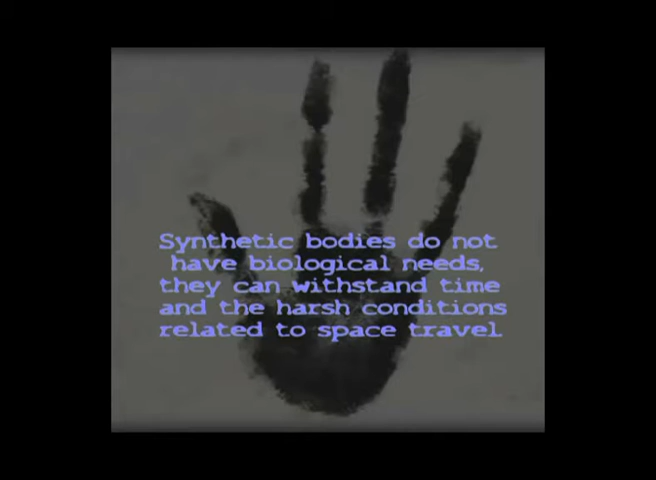 Synthetic bodies do not
have biological needs,
they can withstand time
and the harsh conditions
related to space travel